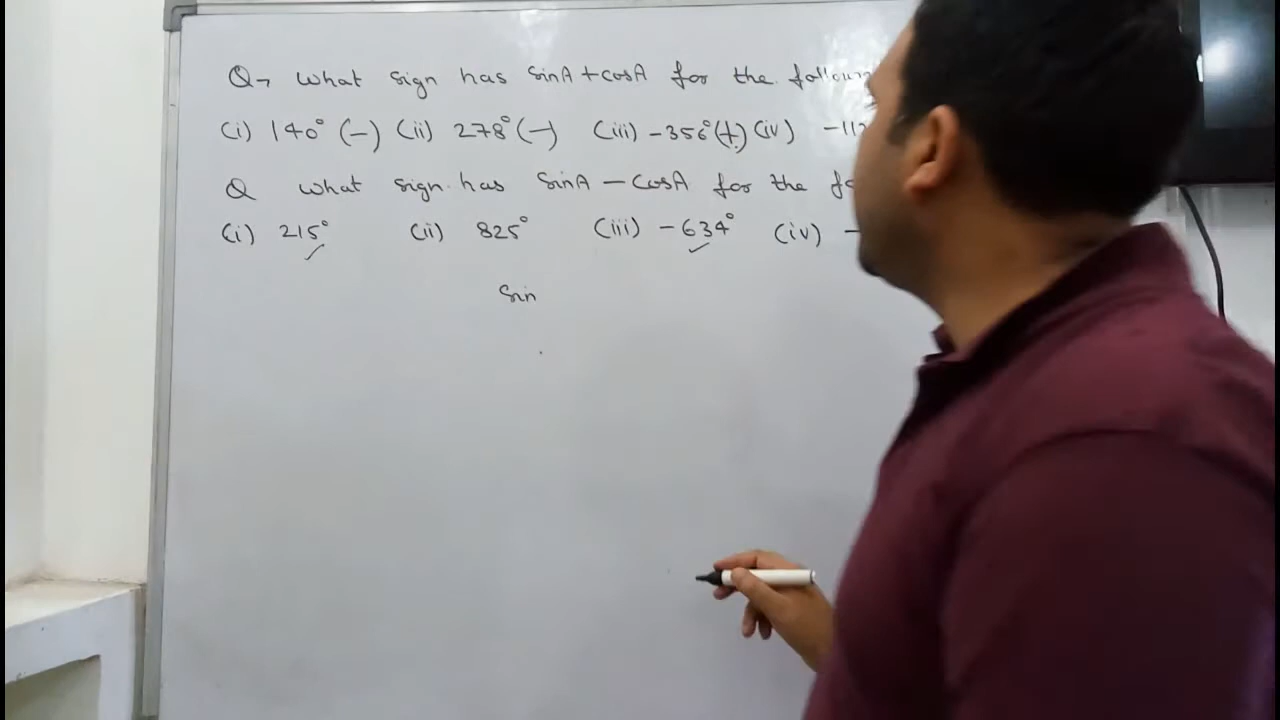 Q→ What sign has SinA + CosA for the
(i) 140° (-) (ii) 278° (-) (iii) -356° (+) (iv)
Q What sign has SinA - CosA for the
(i) 215° (ii) 825° (iii) -634° (iv) -
Sin